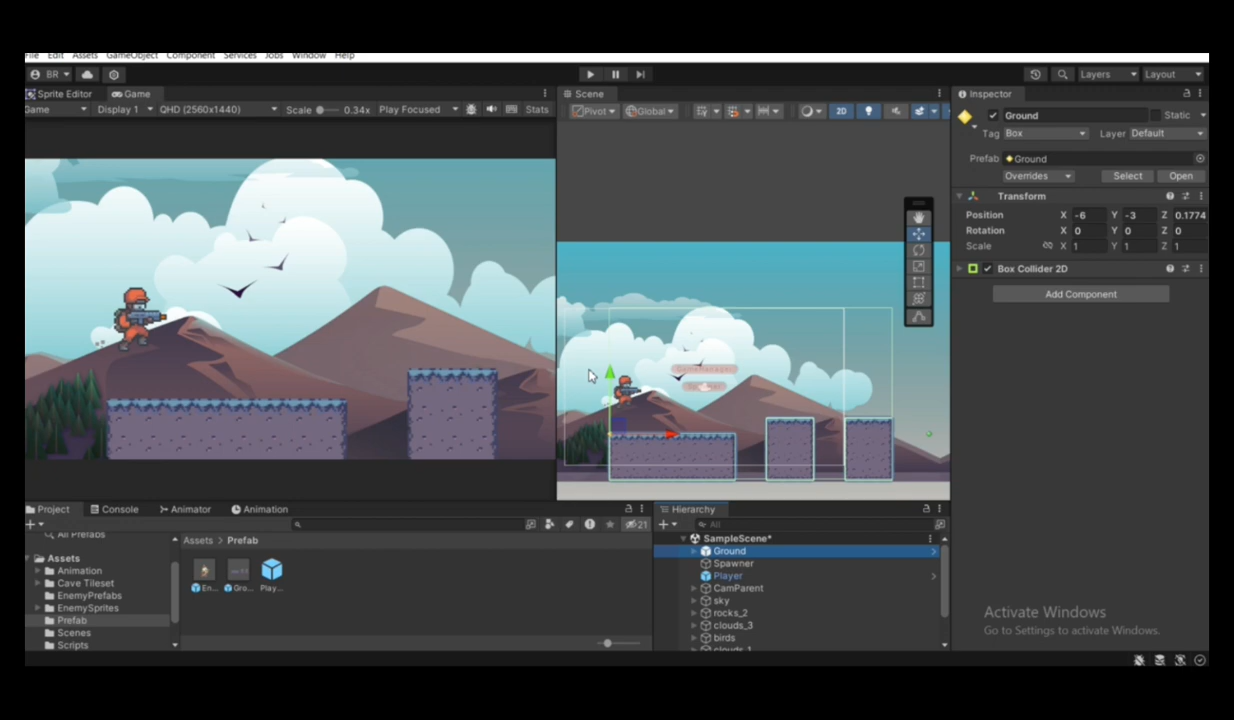 File Edit Assets GameObject Component Services Jobs Window Help
BR Layers Layout
Sprite Editor Game Scene Inspector
Game Display 1 QHD (2560x1440) Scale 0.34x Play Focused Stats Pivot Global 2D
Ground Static
Tag Box Layer Default
Prefab Ground
Overrides Select Open
Transform
Position X -6 Y -3 Z 0.1774
Rotation X 0 Y 0 Z 0
Scale X 1 Y 1 Z 1
Box Collider 2D
Add Component
Project Console Animator Animation Hierarchy
21 All
All Prefabs
Assets > Prefab
Assets
Animation
Cave Tileset
EnemyPrefabs
EnemySprites
Prefab
Scenes
Scripts
En... Gro... Play...
SampleScene*
Ground
Spawner
Player
CamParent
sky
rocks_2
clouds_3
birds
clouds_1
Activate Windows
Go to Settings to activate Windows.